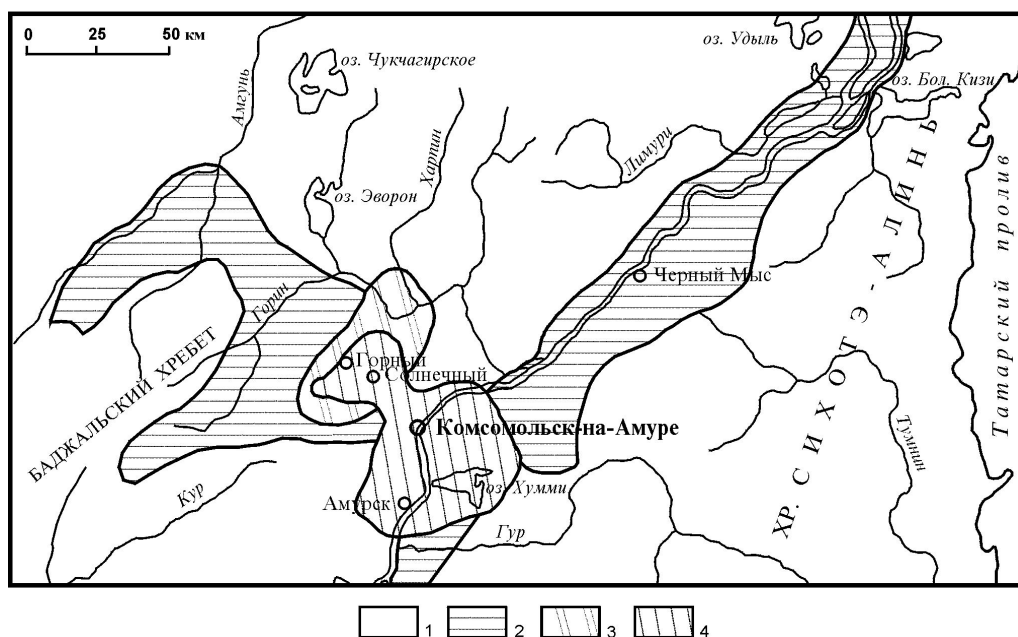 0 25 50 км
оз. Удыль
оз. Чукчагирское
оз. Бол. Кизи
Амгунь
Харпин
Лимури
оз. Эворон
Татарский пролив
ХР. СИХОТЭ-АЛИНЬ
Черный Мыс
Горин
Горный
Солнечный
БАДЖАЛЬСКИЙ ХРЕБЕТ
Комсомольск-на-Амуре
Тумнин
Кур
Амурск
оз. Хумми
Гур
1 2 3 4